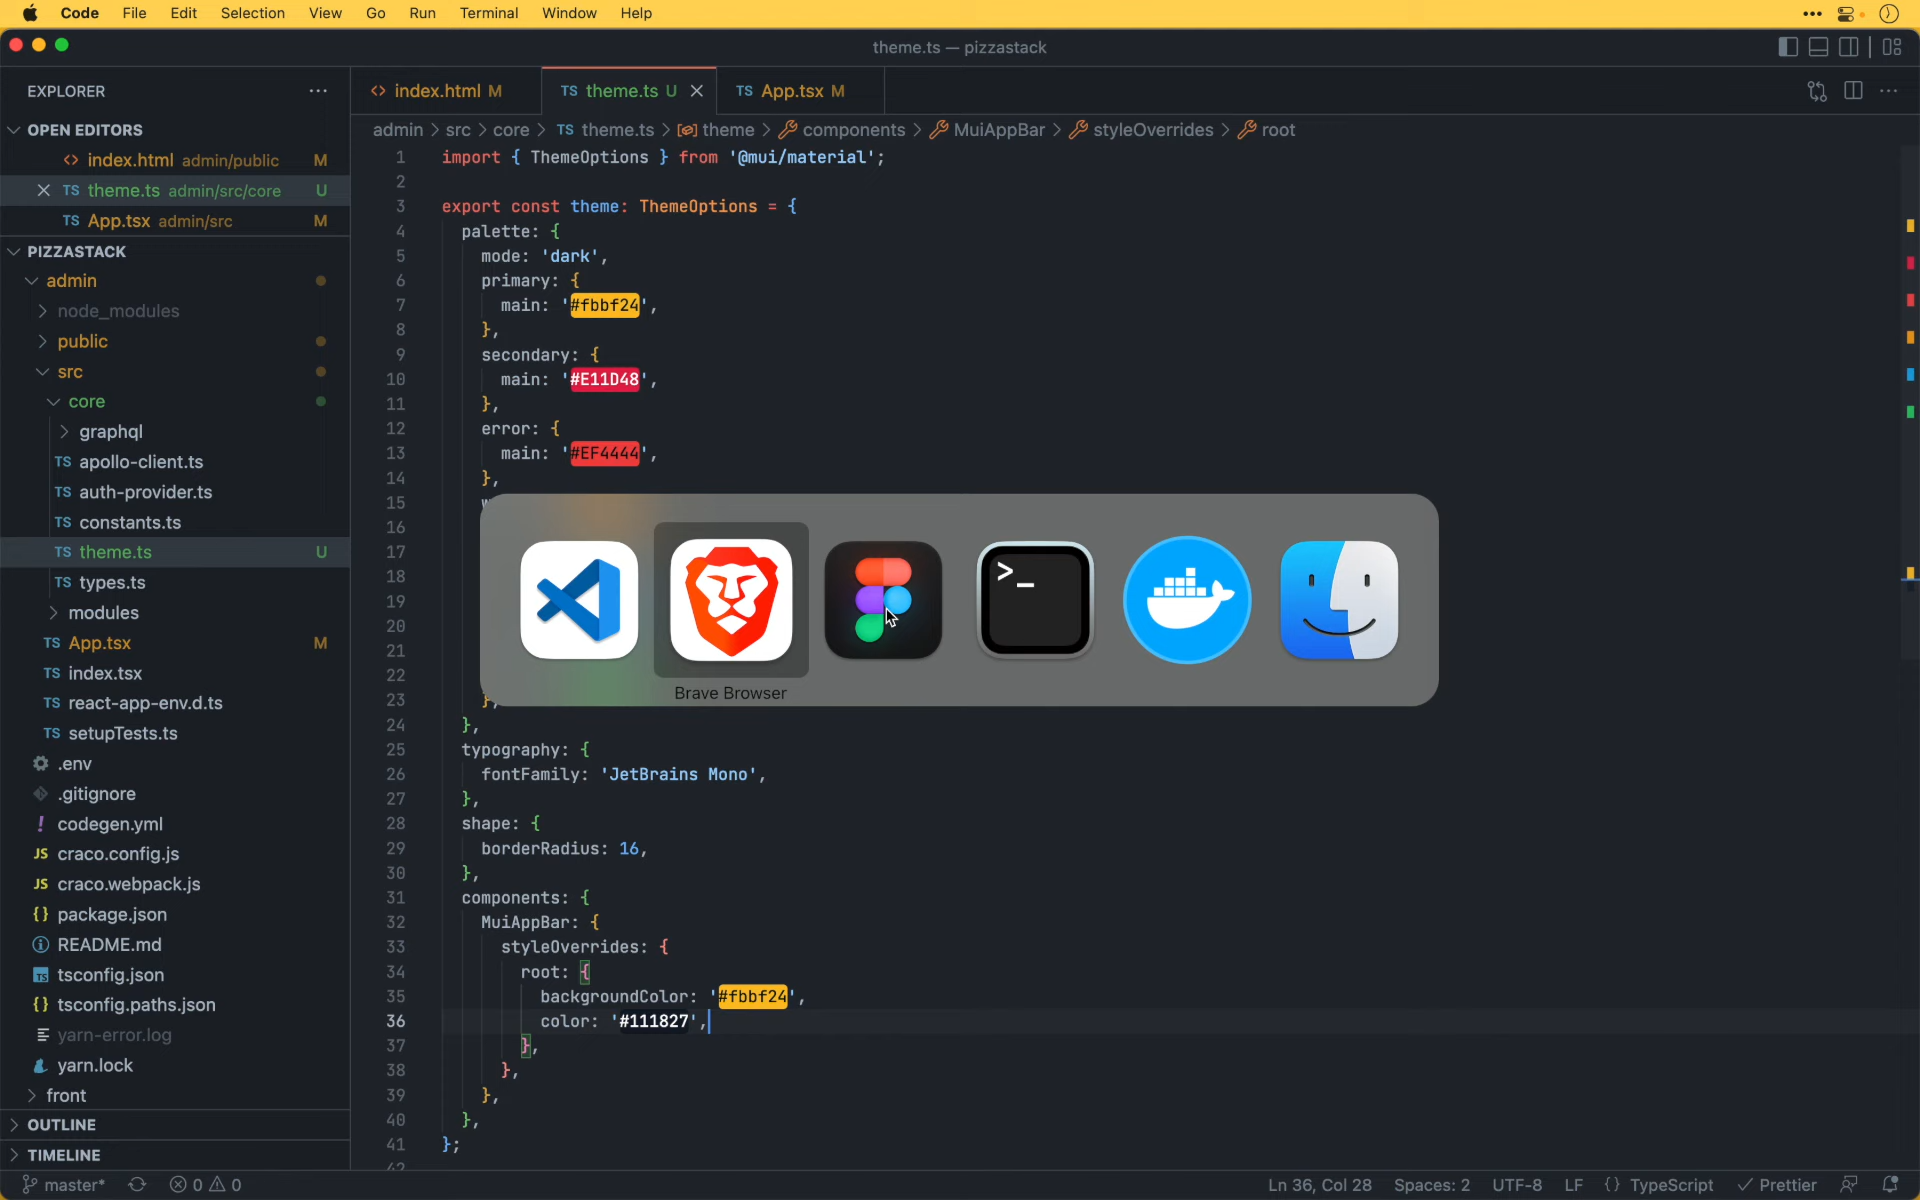 Code File Edit Selection View Go Run Terminal Window Help
theme.ts — pizzastack
EXPLORER
OPEN EDITORS
index.html admin/public M
TS theme.ts admin/src/core U
TS App.tsx admin/src M
PIZZASTACK
admin
node_modules
public
src
core
graphql
TS apollo-client.ts
TS auth-provider.ts
TS constants.ts
TS theme.ts U
TS types.ts
modules
TS App.tsx M
TS index.tsx
TS react-app-env.d.ts
TS setupTests.ts
.env
.gitignore
! codegen.yml
JS craco.config.js
JS craco.webpack.js
{} package.json
README.md
TS tsconfig.json
{} tsconfig.paths.json
yarn-error.log
yarn.lock
front
OUTLINE
TIMELINE
<> index.html M
TS theme.ts U
TS App.tsx M
admin > src > core > TS theme.ts > theme > components > MuiAppBar > styleOverrides > root
1 import { ThemeOptions } from '@mui/material';
2
3 export const theme: ThemeOptions = {
4 palette: {
5 mode: 'dark',
6 primary: {
7 main: '#fbbf24',
8 },
9 secondary: {
10 main: '#E11D48',
11 },
12 error: {
13 main: '#EF4444',
14 },
15
16
17
18
19
20
21
22
23 },
24 },
25 typography: {
26 fontFamily: 'JetBrains Mono',
27 },
28 shape: {
29 borderRadius: 16,
30 },
31 components: {
32 MuiAppBar: {
33 styleOverrides: {
34 root: {
35 backgroundColor: '#fbbf24',
36 color: '#111827',
37 },
38 },
39 },
40 },
41 };
42
>_
Brave Browser
master* 0 0
Ln 36, Col 28 Spaces: 2 UTF-8 LF {} TypeScript Prettier